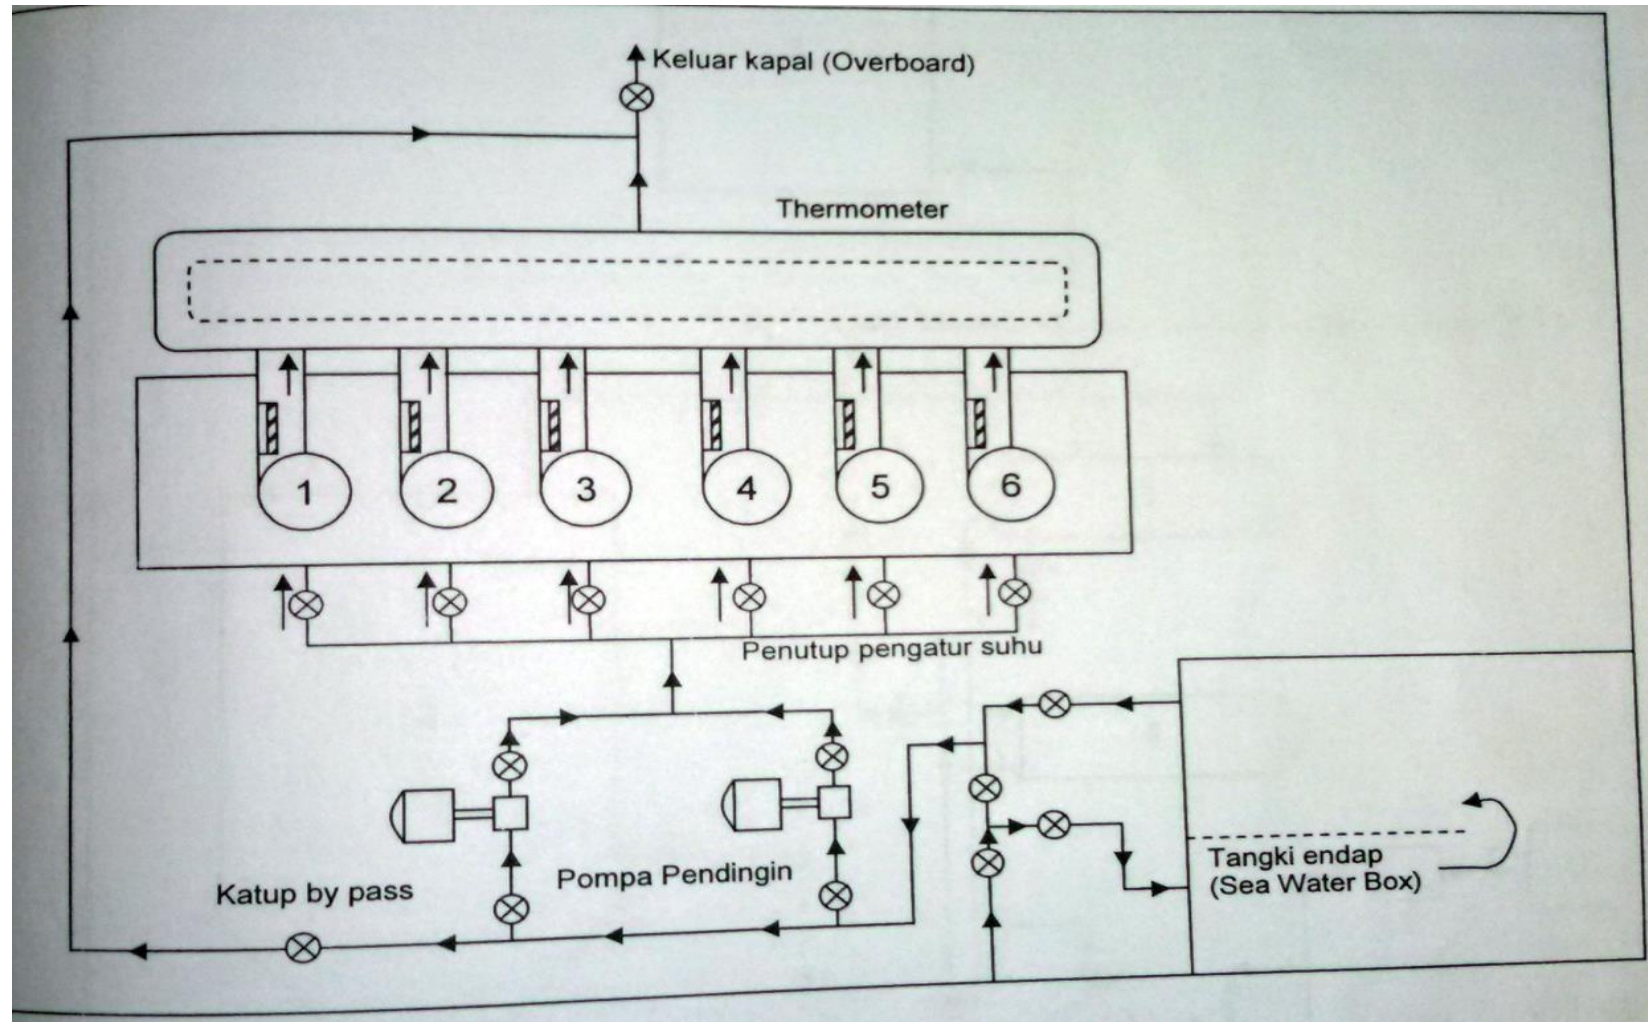 Keluar kapal (Overboard)
Thermometer
1 2 3 4 5 6
Penutup pengatur suhu
Pompa Pendingin
Katup by pass
Tangki endap
(Sea Water Box)